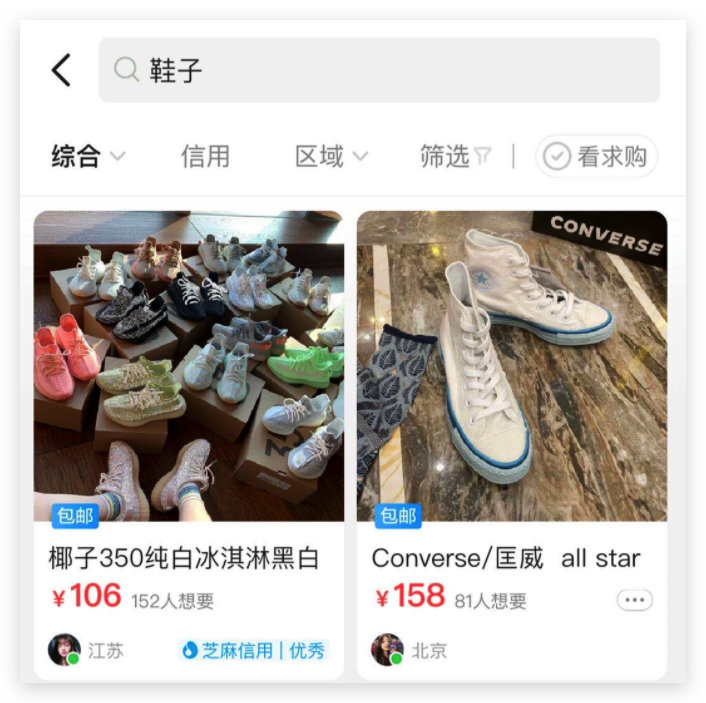 鞋子
综合 信用 区域 筛选 | 看求购
CONVERSE
包邮
椰子350纯白冰淇淋黑白
¥106 152人想要
江苏 芝麻信用 | 优秀
包邮
Converse/匡威 all star
¥158 81人想要
北京